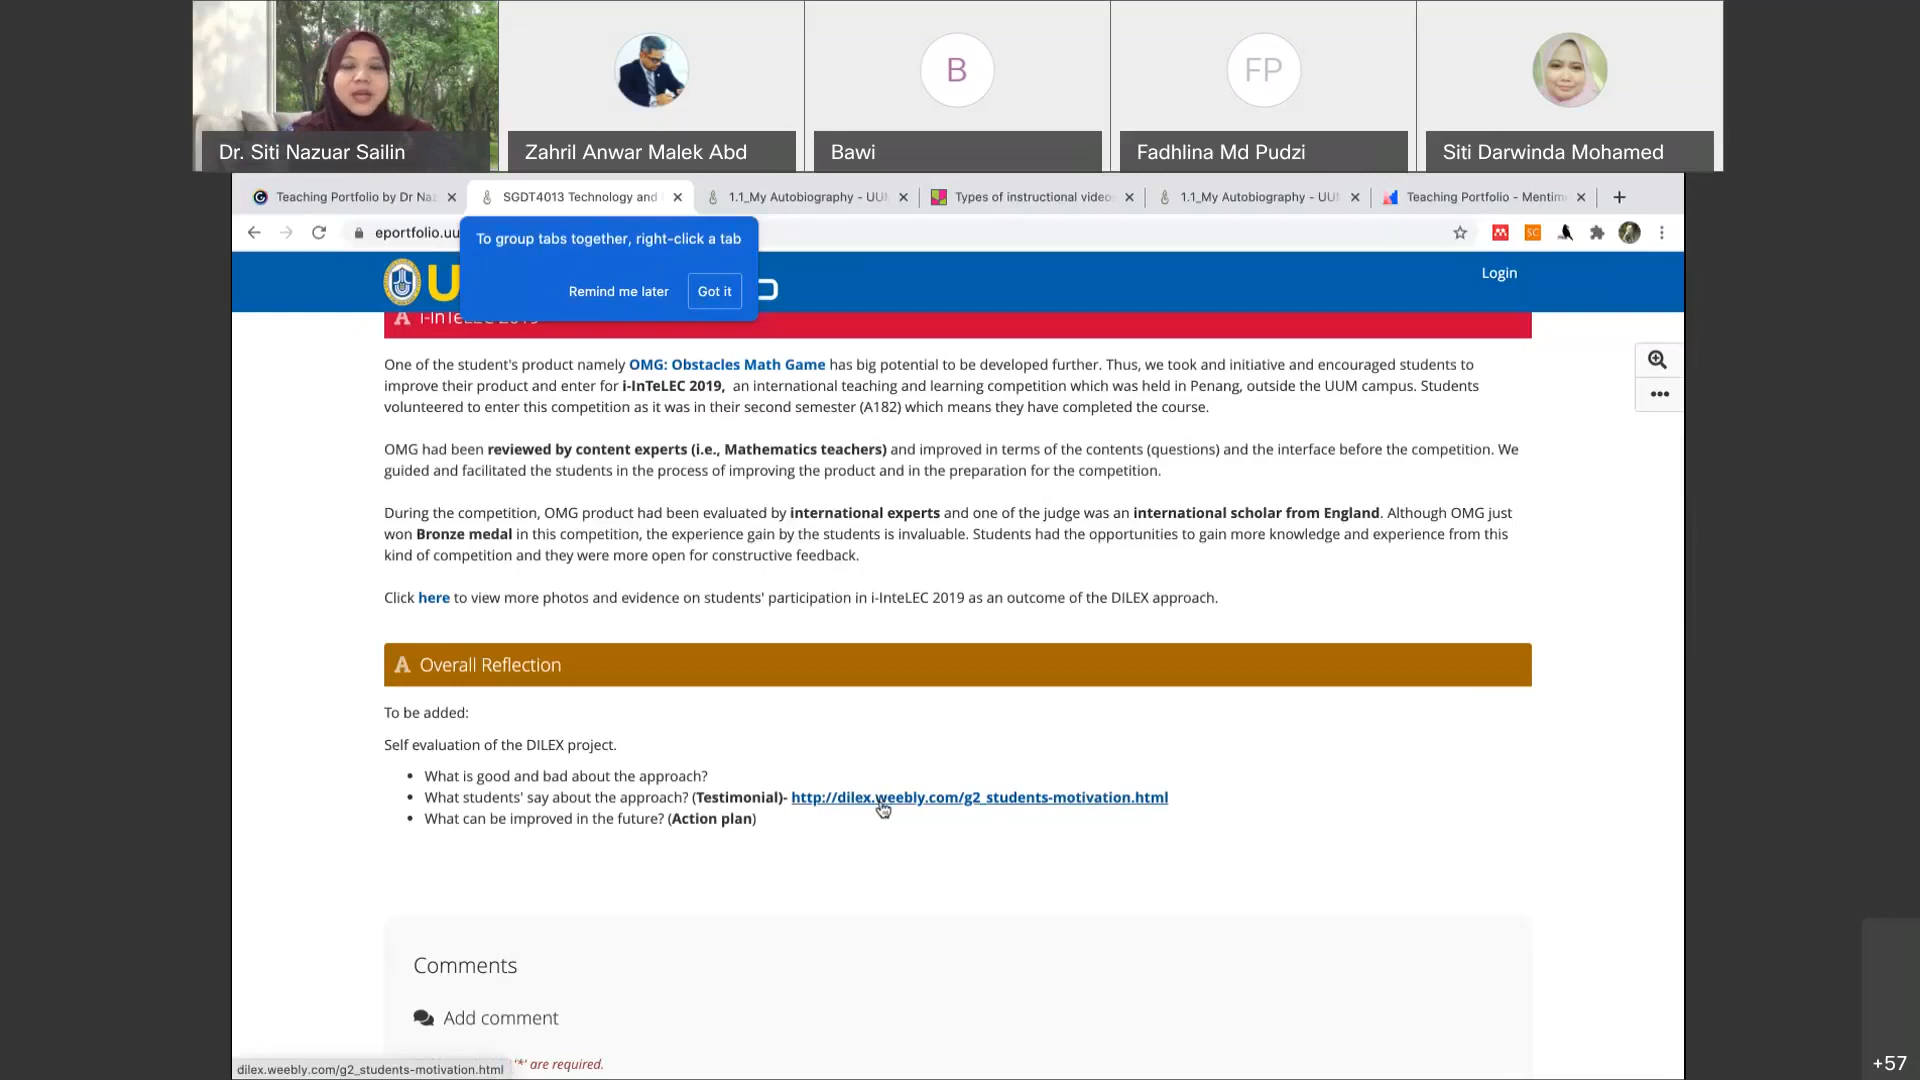 Dr. Siti Nazuar Sailin
Zahril Anwar Malek Abd
B
Bawi
FP
Fadhlina Md Pudzi
Siti Darwinda Mohamed
Teaching Portfolio by Dr Naz
SGDT4013 Technology and
1.1_My Autobiography - UUM
Types of instructional videos
1.1_My Autobiography - UUM
Teaching Portfolio - Mentime
eportfolio.uu
SC
To group tabs together, right-click a tab
Remind me later
Got it
U
Login
i-InTeLEC 2019
One of the student's product namely OMG: Obstacles Math Game has big potential to be developed further. Thus, we took and initiative and encouraged students to
improve their product and enter for i-InTeLEC 2019, an international teaching and learning competition which was held in Penang, outside the UUM campus. Students
volunteered to enter this competition as it was in their second semester (A182) which means they have completed the course.
OMG had been reviewed by content experts (i.e., Mathematics teachers) and improved in terms of the contents (questions) and the interface before the competition. We
guided and facilitated the students in the process of improving the product and in the preparation for the competition.
During the competition, OMG product had been evaluated by international experts and one of the judge was an international scholar from England. Although OMG just
won Bronze medal in this competition, the experience gain by the students is invaluable. Students had the opportunities to gain more knowledge and experience from this
kind of competition and they were more open for constructive feedback.
Click here to view more photos and evidence on students' participation in i-InteLEC 2019 as an outcome of the DILEX approach.
A Overall Reflection
To be added:
Self evaluation of the DILEX project.
• What is good and bad about the approach?
• What students' say about the approach? (Testimonial)- http://dilex.weebly.com/g2_students-motivation.html
• What can be improved in the future? (Action plan)
Comments
Add comment
'*' are required.
dilex.weebly.com/g2_students-motivation.html
+57